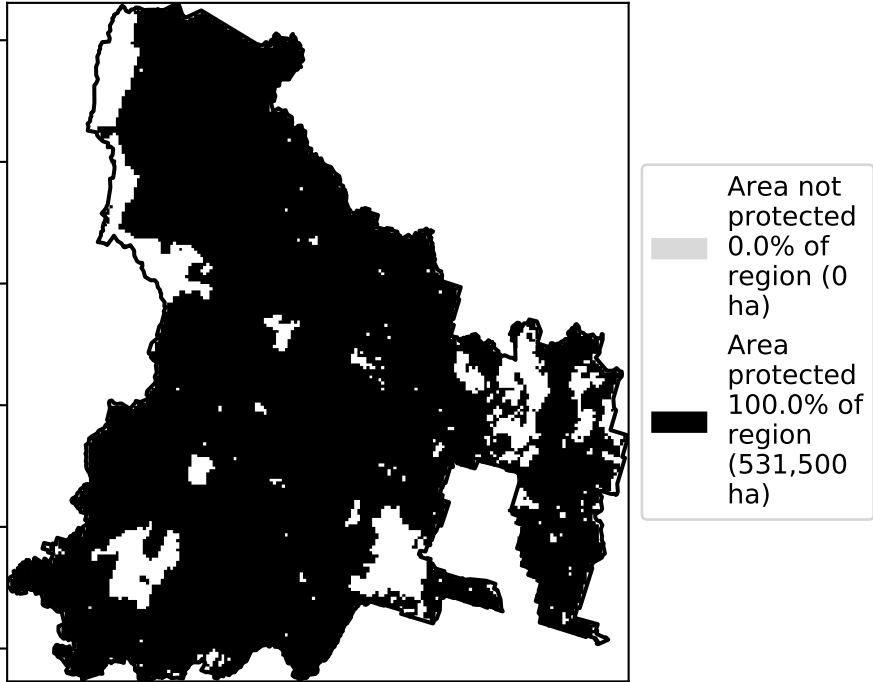 Area not
protected
0.0% of
region (0
ha)
Area
protected
100.0% of
region
(531,500
ha)